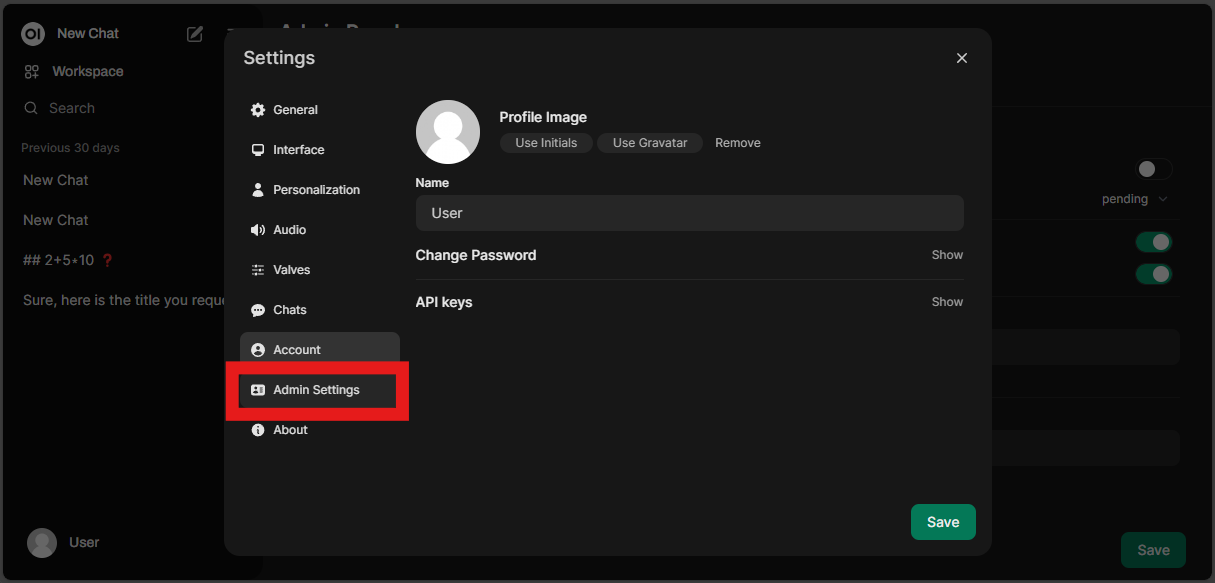 OI New Chat
Workspace
Search
Previous 30 days
New Chat
New Chat
## 2+5*10 ❓
Sure, here is the title you reque
User
Settings
General
Interface
Personalization
Audio
Valves
Chats
Account
Admin Settings
About
Profile Image
Use Initials Use Gravatar Remove
Name
User
Change Password Show
API keys Show
Save
pending
Save